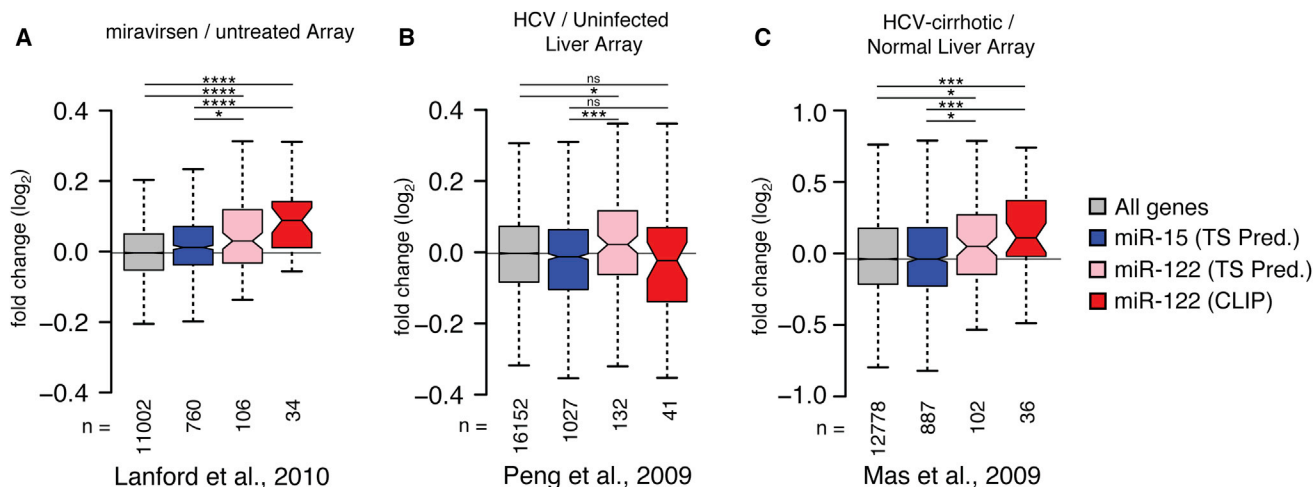 A
miravirsen / untreated Array
fold change (log2)
0.4
0.2
0.0
−0.2
−0.4
****
****
****
*
n =
11002
760
106
34
Lanford et al., 2010
B
HCV / Uninfected
Liver Array
fold change (log2)
0.4
0.2
0.0
−0.2
−0.4
ns
*
ns
***
n =
16152
1027
132
41
Peng et al., 2009
C
HCV-cirrhotic /
Normal Liver Array
fold change (log2)
1.0
0.5
0.0
−0.5
−1.0
***
*
***
*
n =
12778
887
102
36
Mas et al., 2009
All genes
miR-15 (TS Pred.)
miR-122 (TS Pred.)
miR-122 (CLIP)